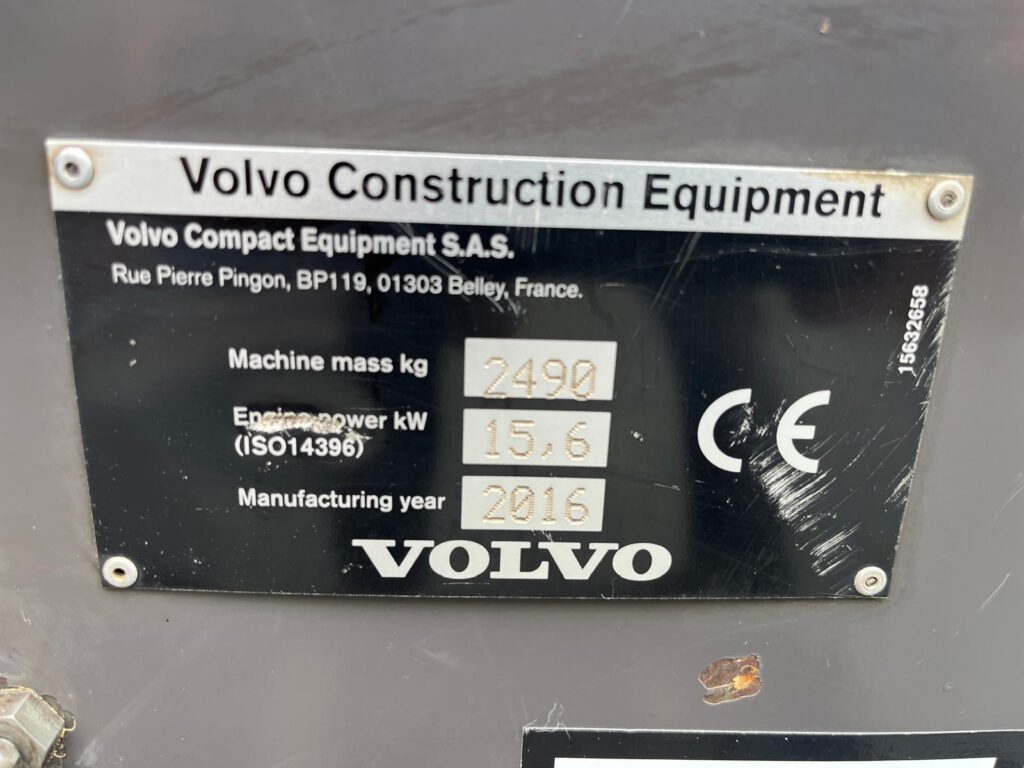 Volvo Construction Equipment
Volvo Compact Equipment S.A.S.
Rue Pierre Pingon, BP119, 01303 Belley, France.
15632658
Machine mass kg 2490
Engine power kW 15,6
(ISO14396)
Manufacturing year 2016
CE
VOLVO